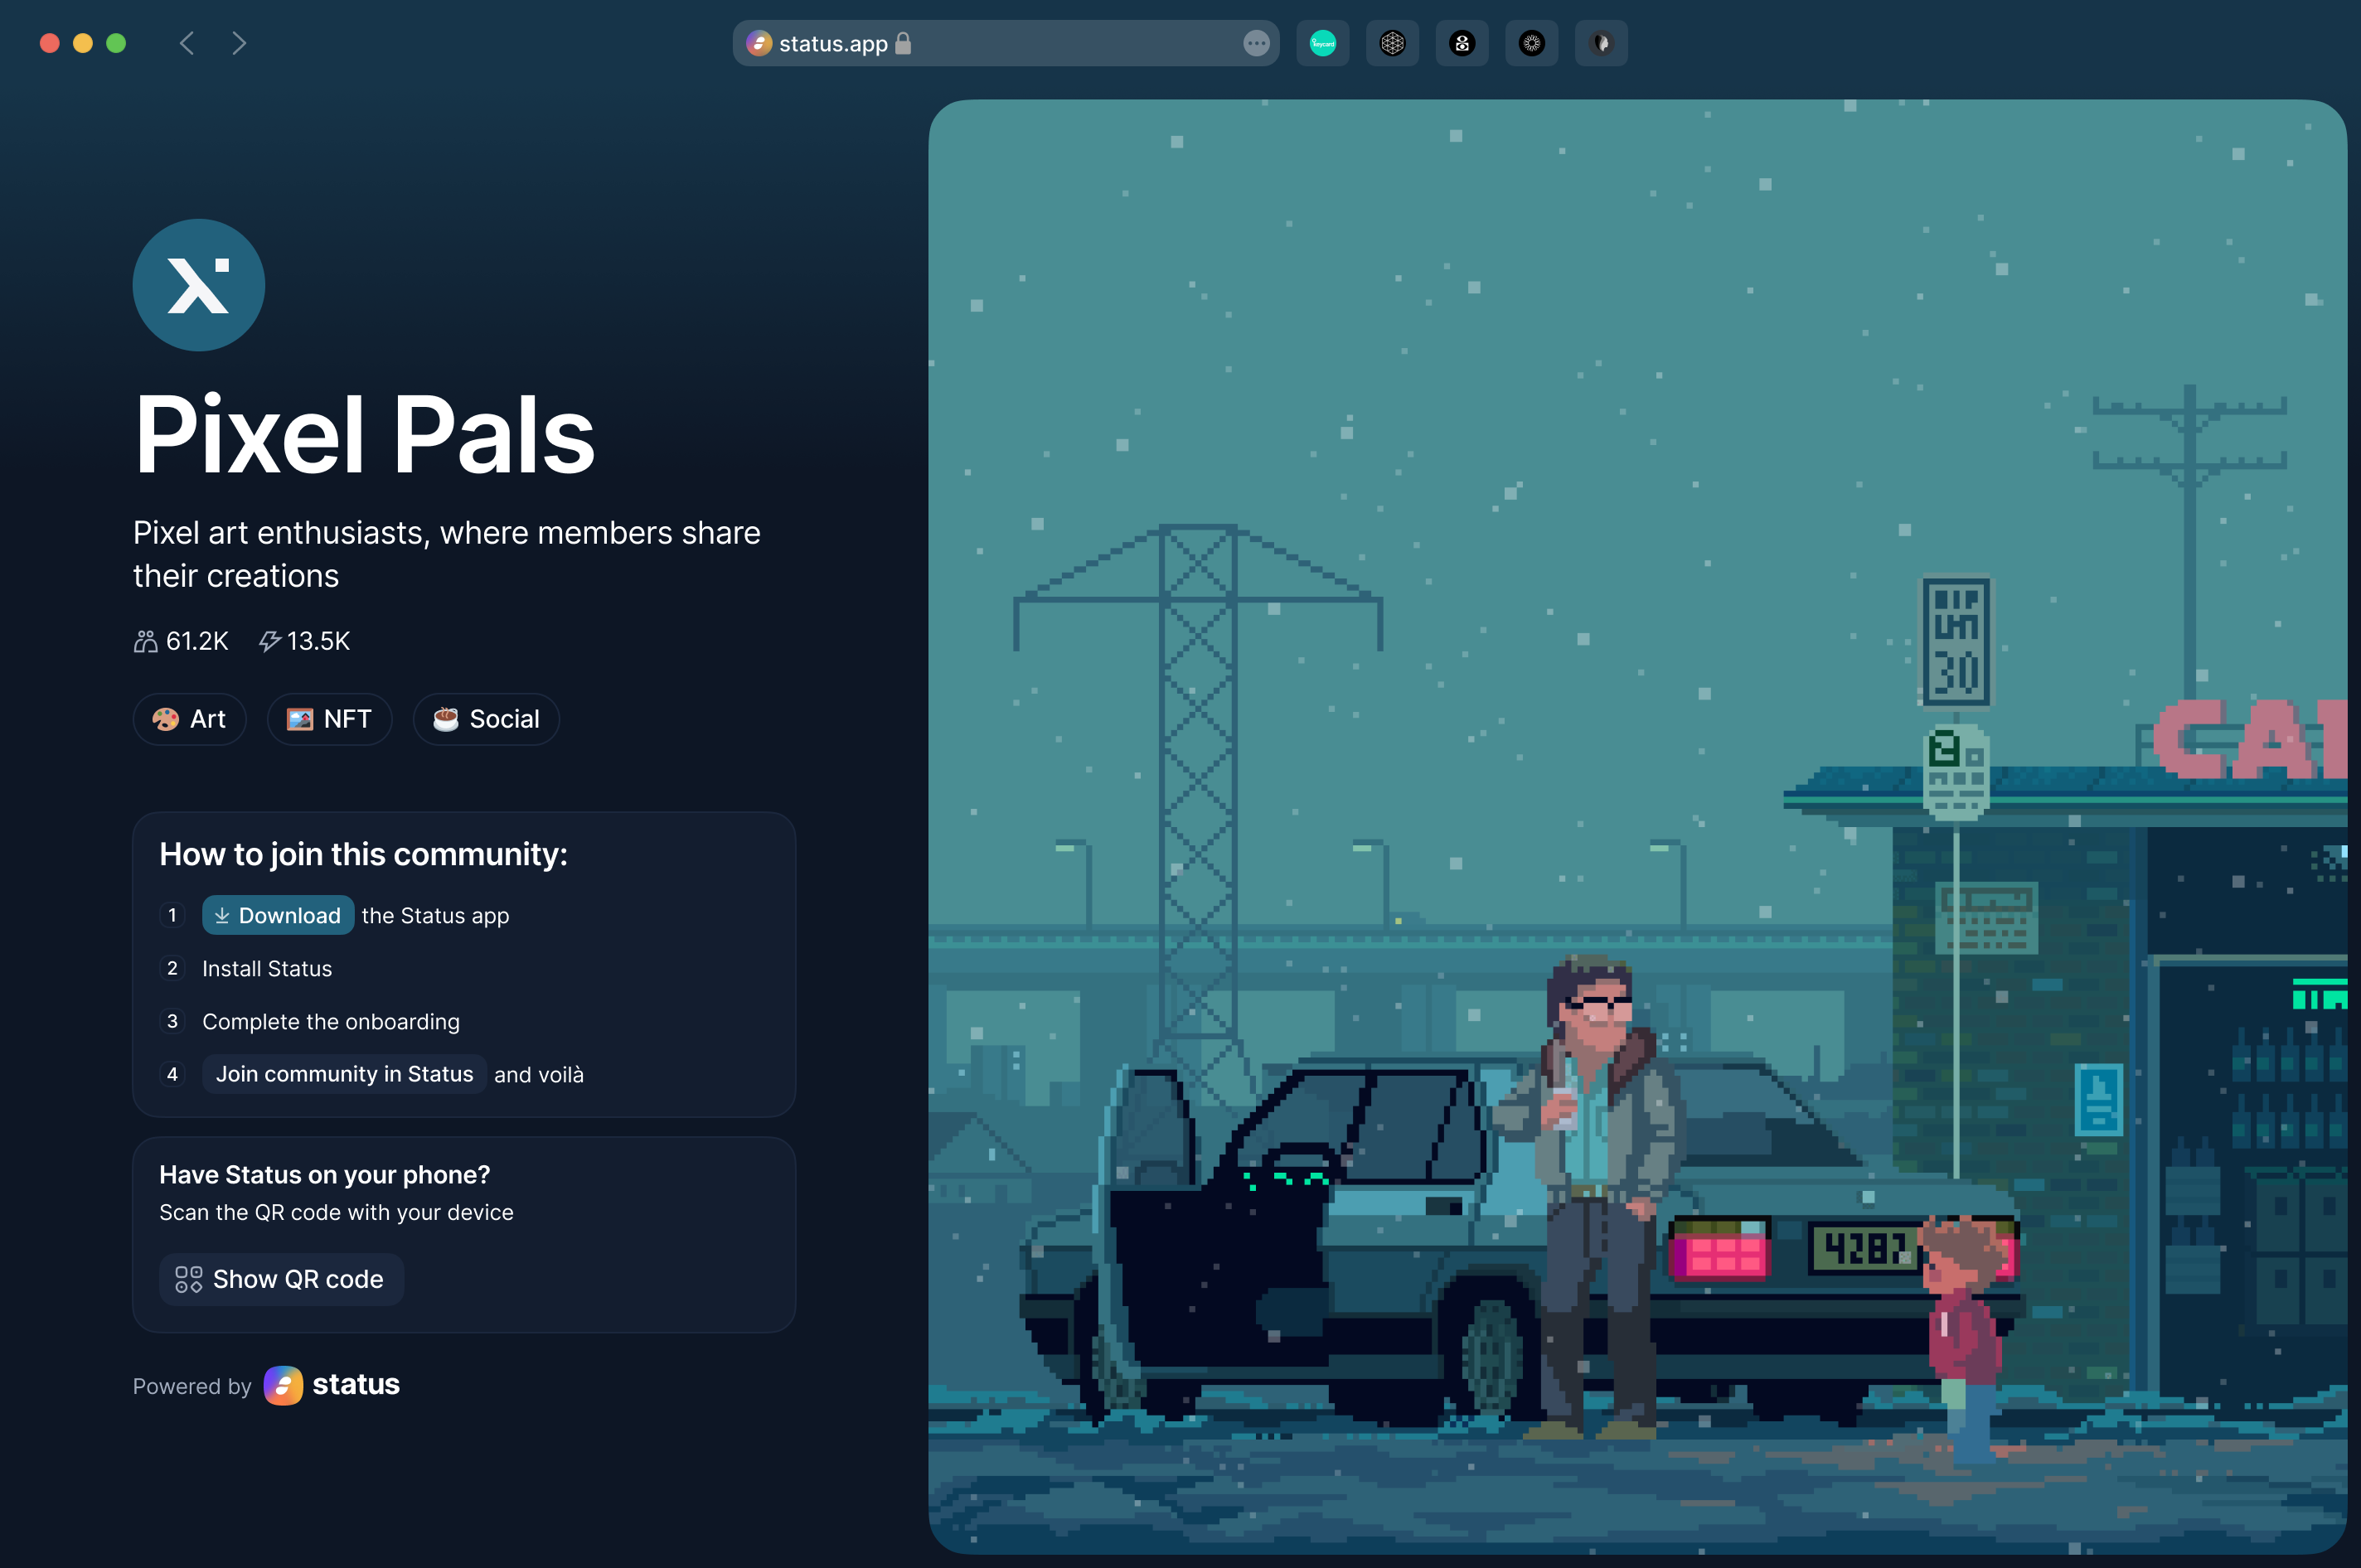 status.app
keycard
Pixel Pals
Pixel art enthusiasts, where members share
their creations
61.2K 13.5K
Art NFT Social
How to join this community:
1 Download the Status app
2 Install Status
3 Complete the onboarding
4 Join community in Status and voilà
Have Status on your phone?
Scan the QR code with your device
Show QR code
Powered by status
30
4282